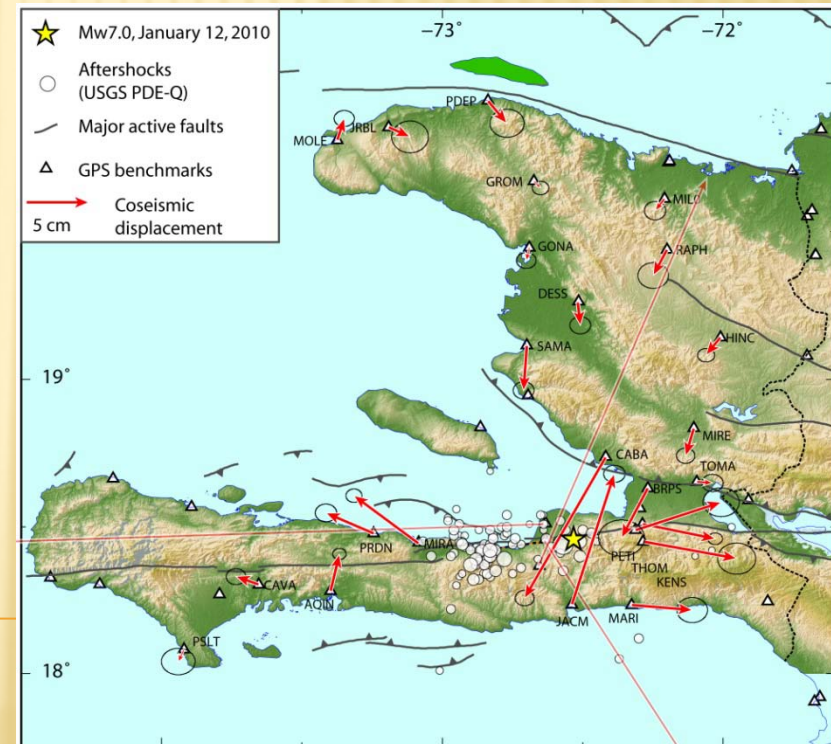 −73
−72
Mw7.0, January 12, 2010
Aftershocks
(USGS PDE-Q)
Major active faults
GPS benchmarks
Coseismic
5 cm
displacement
PDEP
JRBL
MOLE
GROM
MILO
GONA
RAPH
DESS
HINC
SAMA
19°
MIRE
CABA
TOMA
BRPS
PRDN
MIRA
PETI
THOM
KENS
CAVA
AQIN
JACM
MARI
PSLT
18°